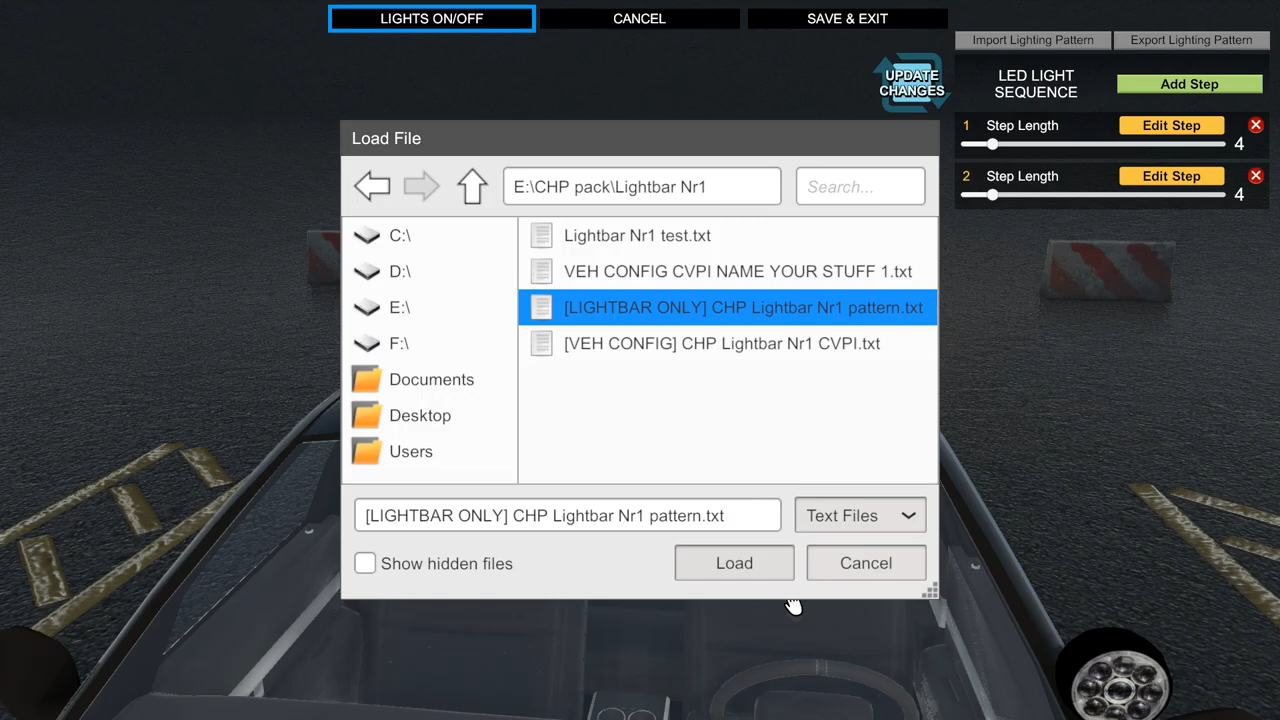 LIGHTS ON/OFF
CANCEL
SAVE & EXIT
Import Lighting Pattern
Export Lighting Pattern
UPDATE
CHANGES
LED LIGHT
SEQUENCE
Add Step
1 Step Length
Edit Step
4
2 Step Length
Edit Step
4
Load File
E:\CHP pack\Lightbar Nr1
Search...
C:\
D:\
E:\
F:\
Documents
Desktop
Users
Lightbar Nr1 test.txt
VEH CONFIG CVPI NAME YOUR STUFF 1.txt
[LIGHTBAR ONLY] CHP Lightbar Nr1 pattern.txt
[VEH CONFIG] CHP Lightbar Nr1 CVPI.txt
[LIGHTBAR ONLY] CHP Lightbar Nr1 pattern.txt
Text Files
Show hidden files
Load
Cancel